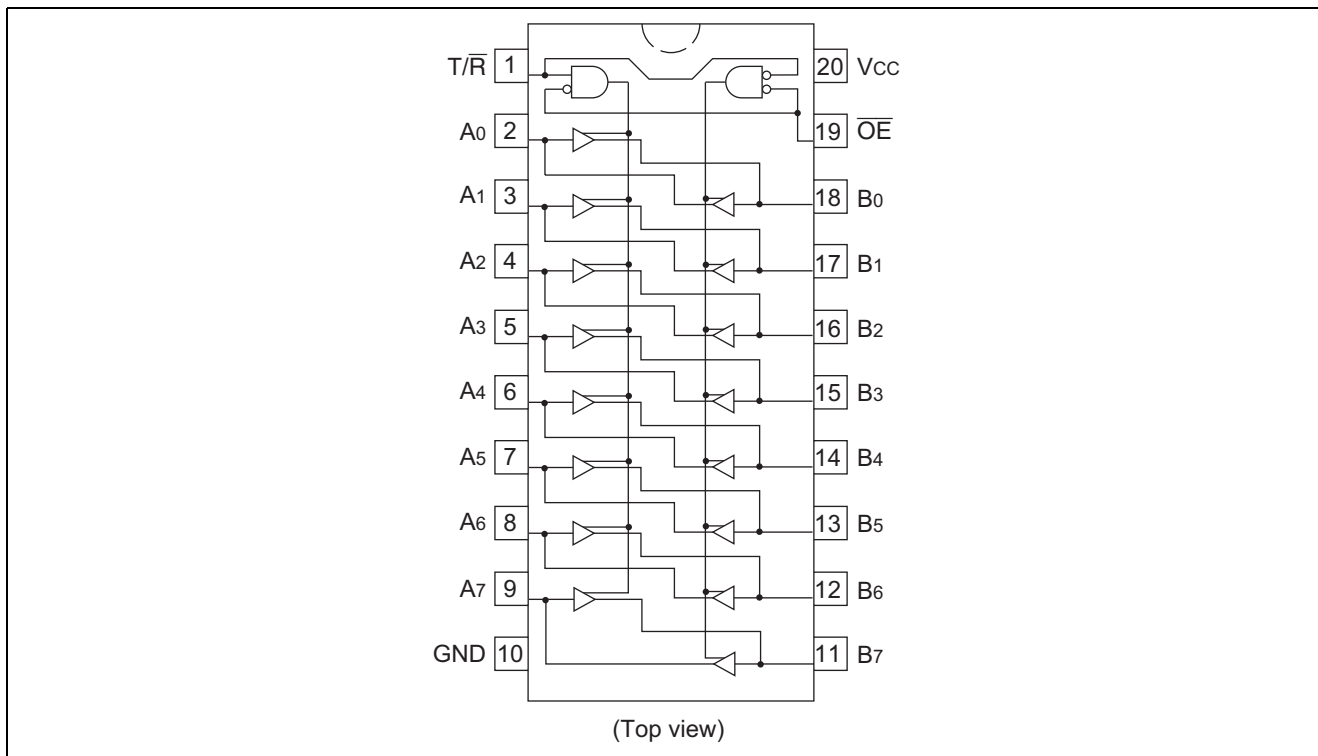 T/R̅ 1 20 VCC
A0 2 19 O̅E̅
A1 3 18 B0
A2 4 17 B1
A3 5 16 B2
A4 6 15 B3
A5 7 14 B4
A6 8 13 B5
A7 9 12 B6
GND 10 11 B7
(Top view)